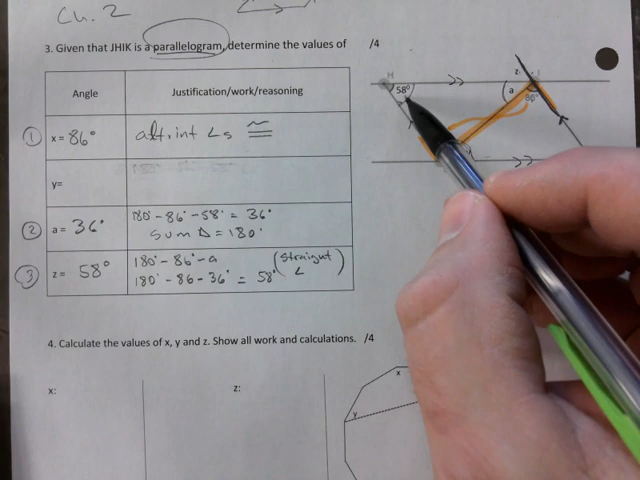 Ch. 2
3. Given that JHIK is a parallelogram, determine the values of /4
Angle
Justification/work/reasoning
① x = 86°
alt. int ∠s ≅
y=
② a = 36°
180° - 86° - 58° = 36°
sum Δ = 180°
③ z = 58°
180° - 86° - a
180° - 86 - 36° = 58°
(straight ∠)
H
58°
z
J
a
86°
4. Calculate the values of x, y and z. Show all work and calculations. /4
x:
z:
x
y